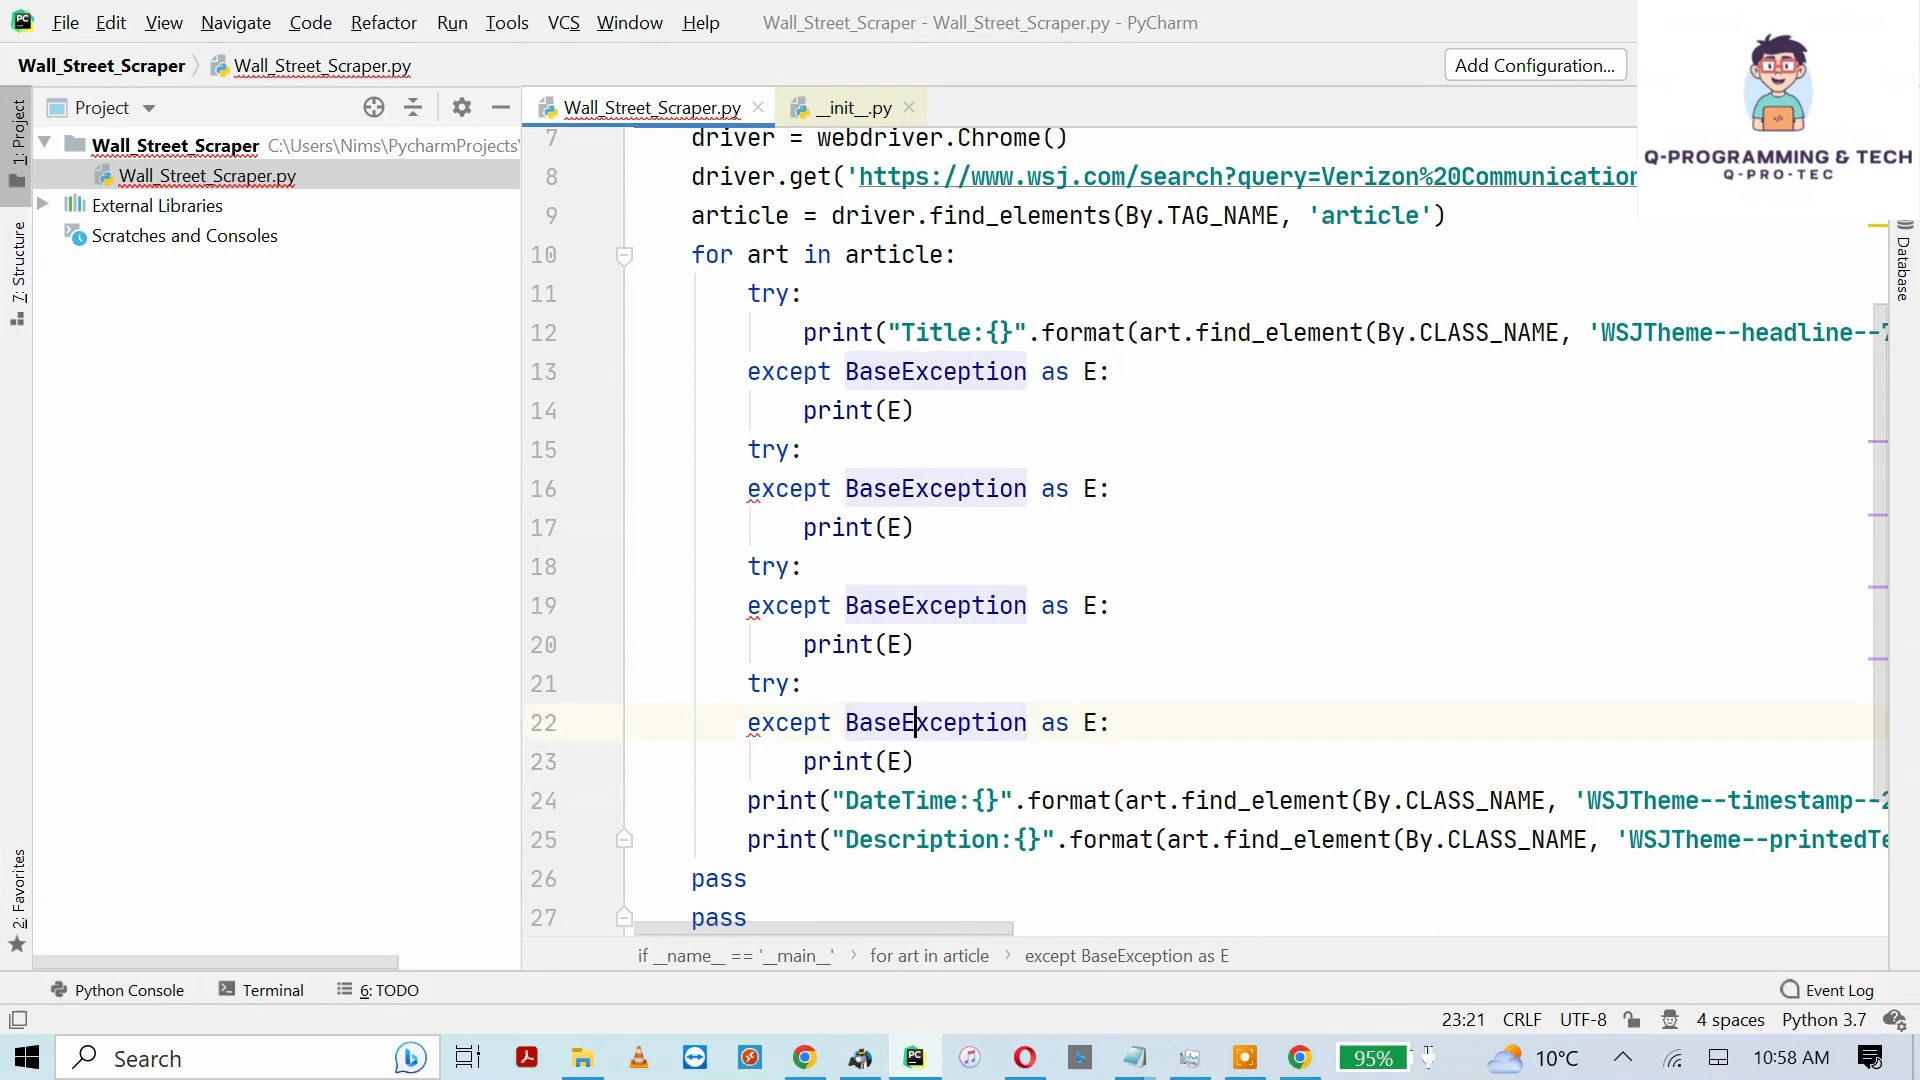 File Edit View Navigate Code Refactor Run Tools VCS Window Help Wall_Street_Scraper - Wall_Street_Scraper.py - PyCharm
Wall_Street_Scraper Wall_Street_Scraper.py Add Configuration...
Q-PROGRAMMING & TECH
Q-PRO-TEC
1: Project
7: Structure
2: Favorites
Database
Project
Wall_Street_Scraper C:\Users\Nims\PycharmProjects\
Wall_Street_Scraper.py
External Libraries
Scratches and Consoles
Wall_Street_Scraper.py __init__.py
7 driver = webdriver.Chrome()
8 driver.get('https://www.wsj.com/search?query=Verizon%20Communication
9 article = driver.find_elements(By.TAG_NAME, 'article')
10 for art in article:
11 try:
12 print("Title:{}".format(art.find_element(By.CLASS_NAME, 'WSJTheme--headline--7
13 except BaseException as E:
14 print(E)
15 try:
16 except BaseException as E:
17 print(E)
18 try:
19 except BaseException as E:
20 print(E)
21 try:
22 except BaseException as E:
23 print(E)
24 print("DateTime:{}".format(art.find_element(By.CLASS_NAME, 'WSJTheme--timestamp--2
25 print("Description:{}".format(art.find_element(By.CLASS_NAME, 'WSJTheme--printedTe
26 pass
27 pass
if __name__ == '__main__' for art in article except BaseException as E
Python Console Terminal 6: TODO Event Log
23:21 CRLF UTF-8 4 spaces Python 3.7
Search 95% 10°C 10:58 AM